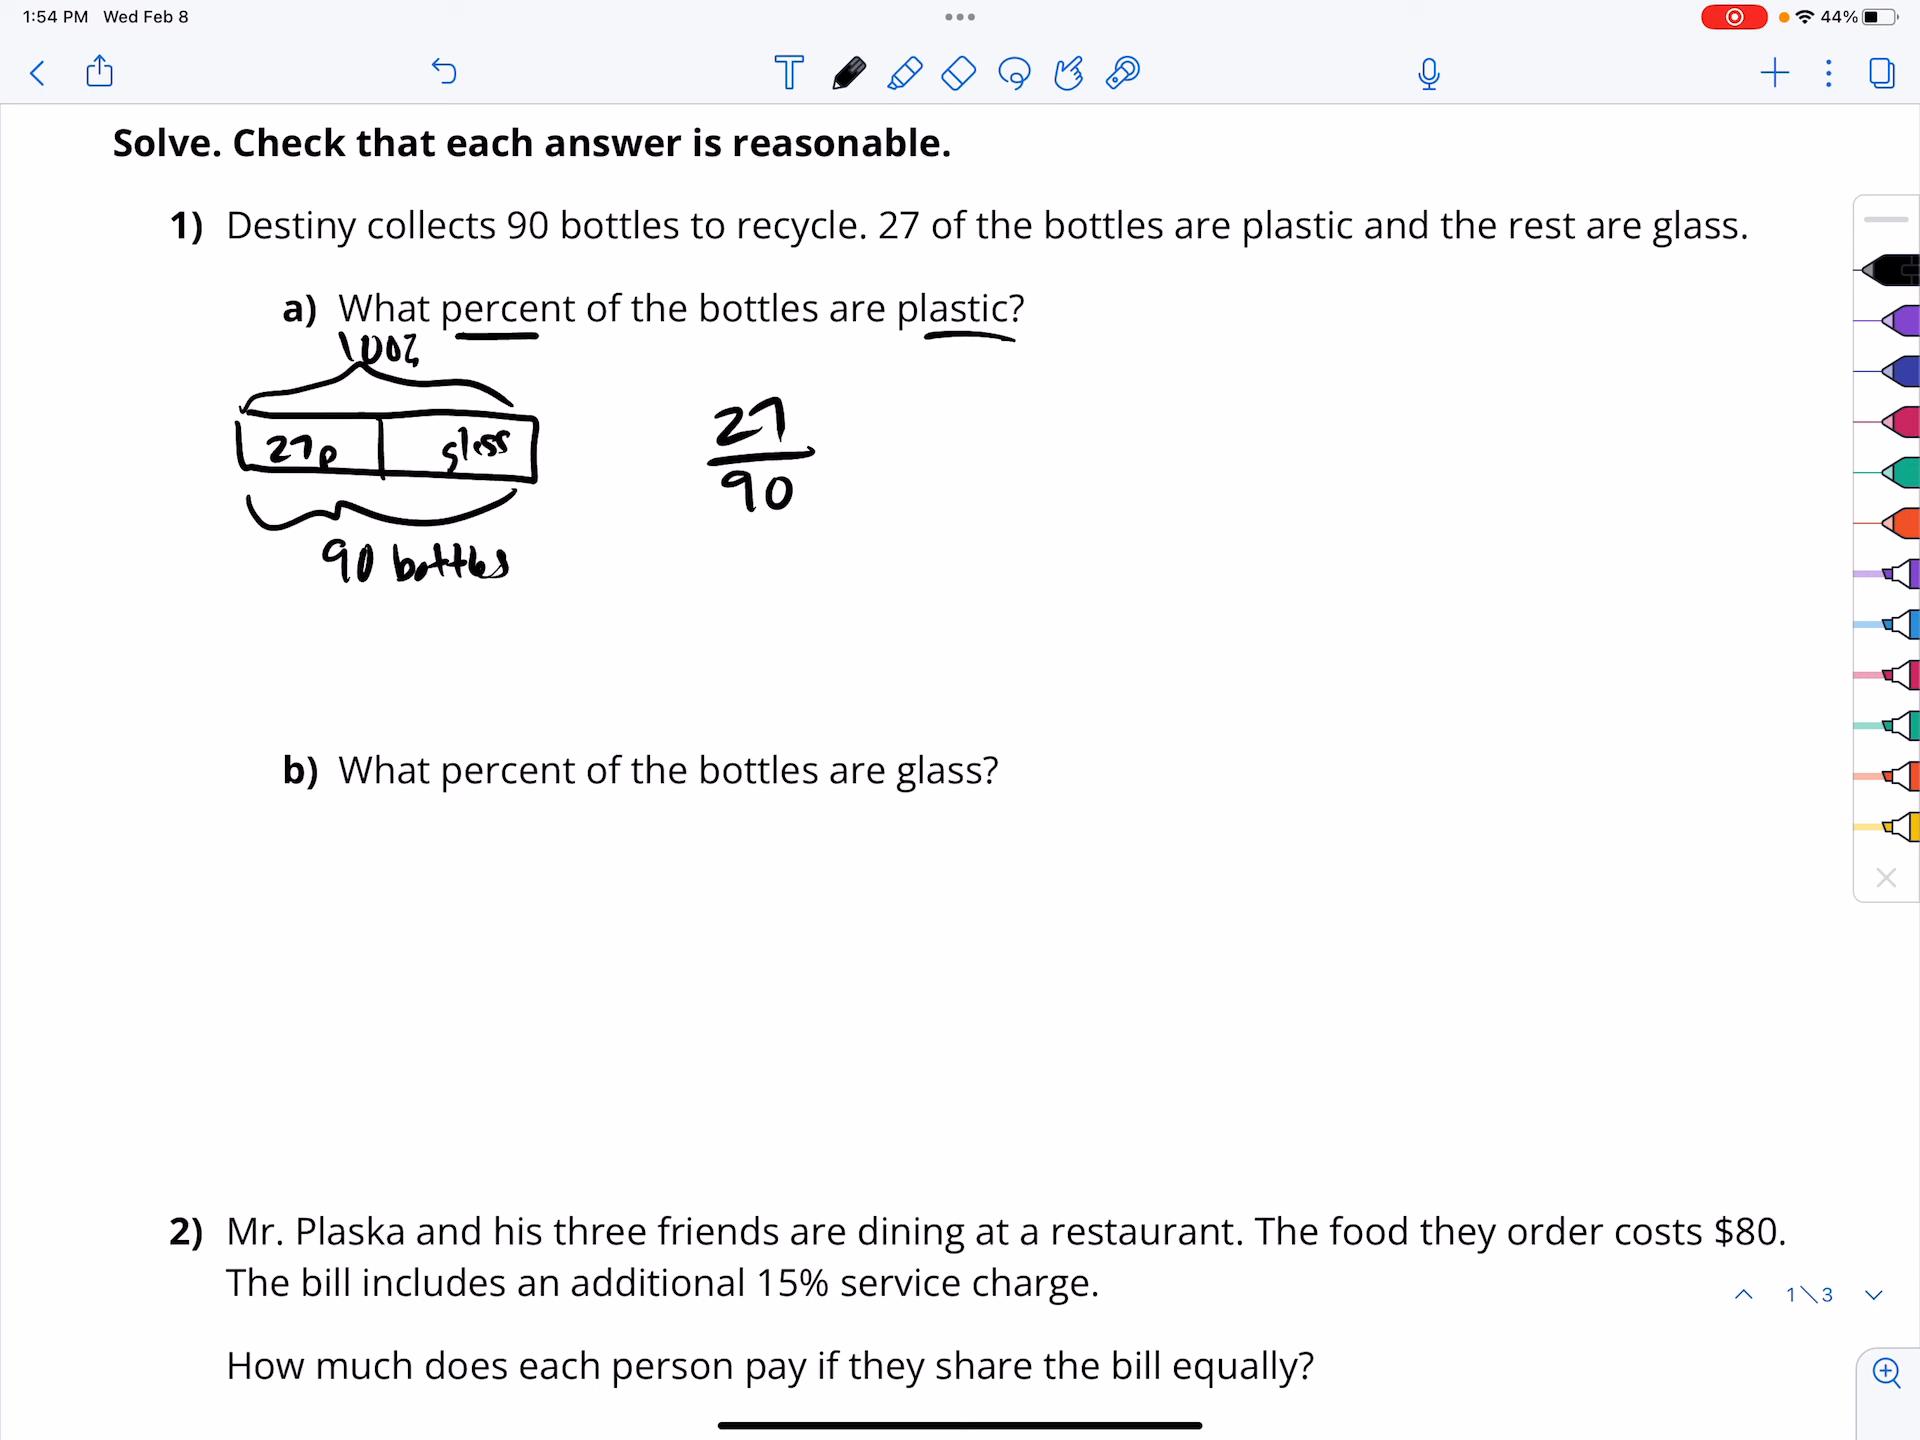 1:54 PM Wed Feb 8
44%
Solve. Check that each answer is reasonable.
1) Destiny collects 90 bottles to recycle. 27 of the bottles are plastic and the rest are glass.
a) What percent of the bottles are plastic?
100%
27p glass
90 bottles
27
90
b) What percent of the bottles are glass?
2) Mr. Plaska and his three friends are dining at a restaurant. The food they order costs $80.
The bill includes an additional 15% service charge.
1\3
How much does each person pay if they share the bill equally?